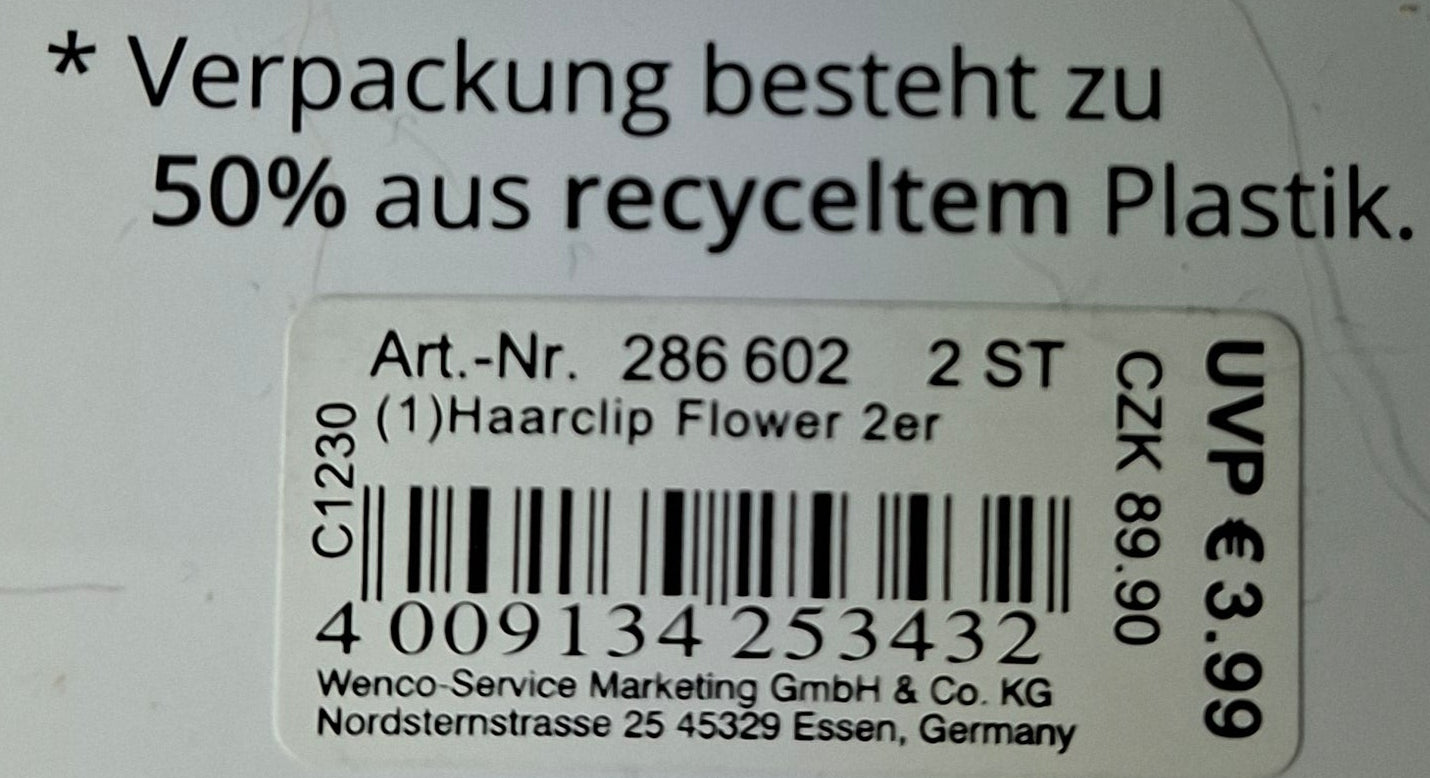 * Verpackung besteht zu
50% aus recyceltem Plastik.
Art.-Nr. 286 602 2 ST
(1)Haarclip Flower 2er
C1230
4 009134 253432
Wenco-Service Marketing GmbH & Co. KG
Nordsternstrasse 25 45329 Essen, Germany
CZK 89.90
UVP € 3.99